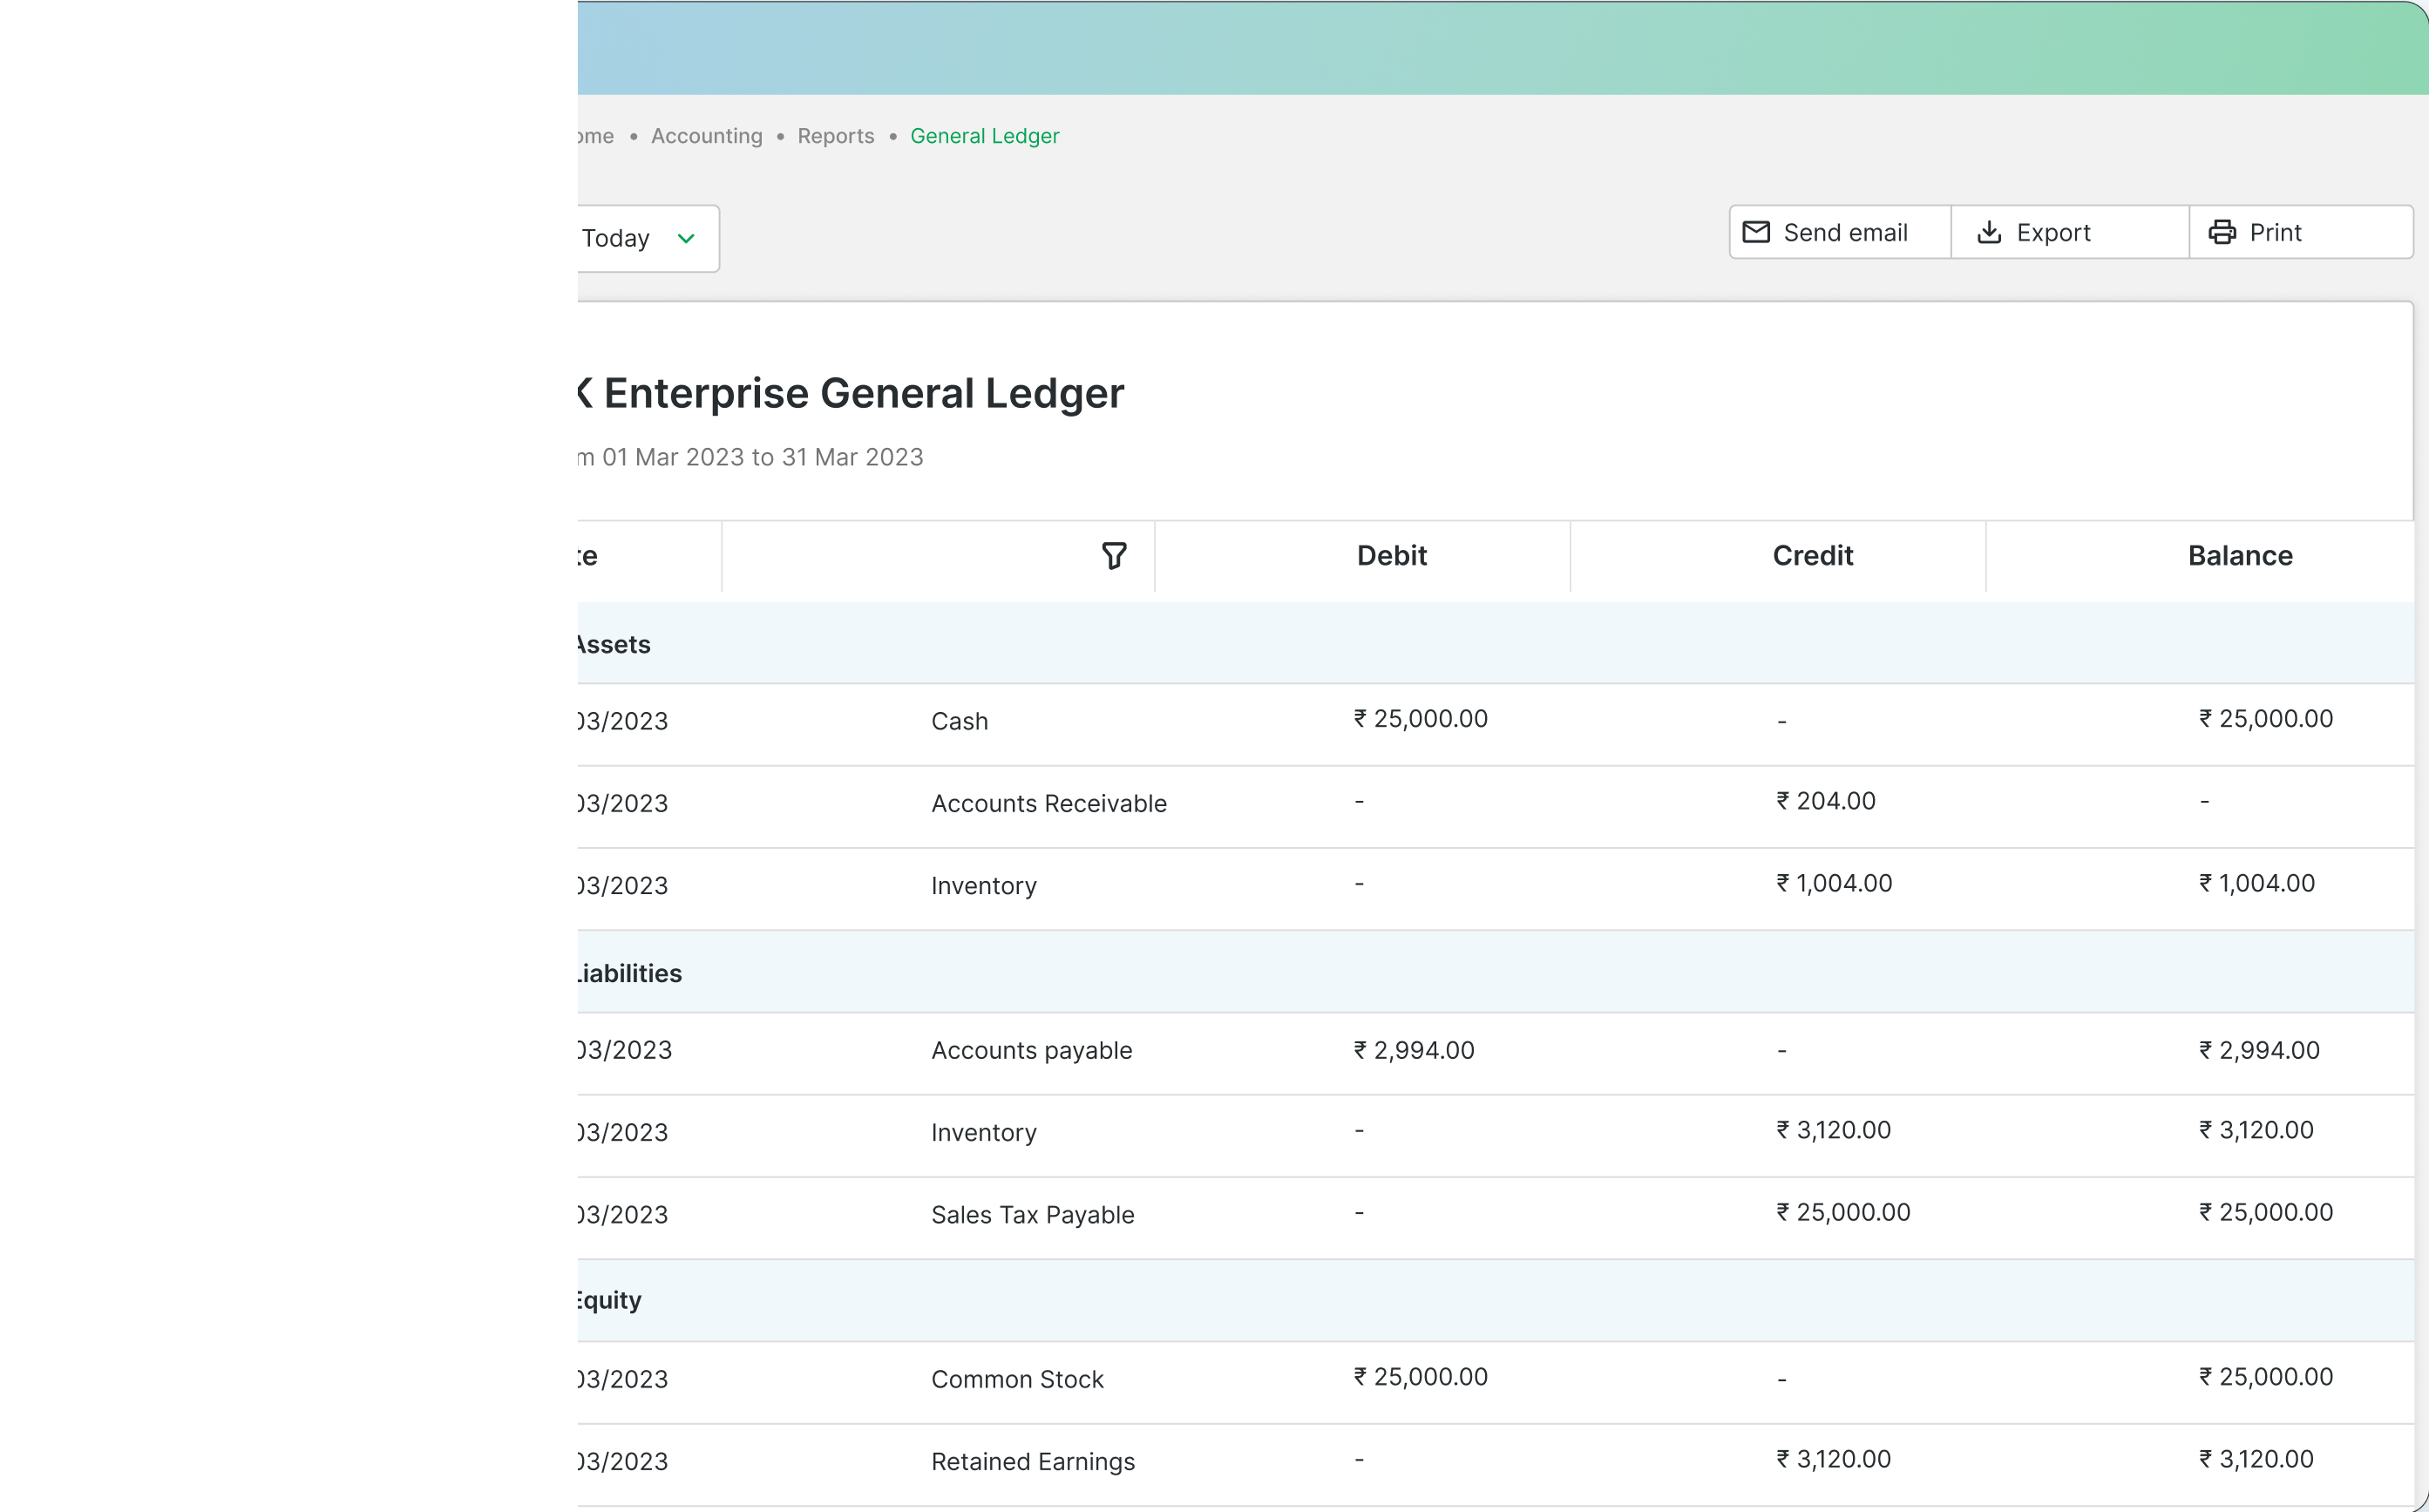 Accounting • Reports • General Ledger
Today Send email Export Print
Enterprise General Ledger
01 Mar 2023 to 31 Mar 2023
Debit Credit Balance
Assets
03/2023 Cash ₹ 25,000.00 - ₹ 25,000.00
03/2023 Accounts Receivable - ₹ 204.00 -
03/2023 Inventory - ₹ 1,004.00 ₹ 1,004.00
Liabilities
03/2023 Accounts payable ₹ 2,994.00 - ₹ 2,994.00
03/2023 Inventory - ₹ 3,120.00 ₹ 3,120.00
03/2023 Sales Tax Payable - ₹ 25,000.00 ₹ 25,000.00
Equity
03/2023 Common Stock ₹ 25,000.00 - ₹ 25,000.00
03/2023 Retained Earnings - ₹ 3,120.00 ₹ 3,120.00